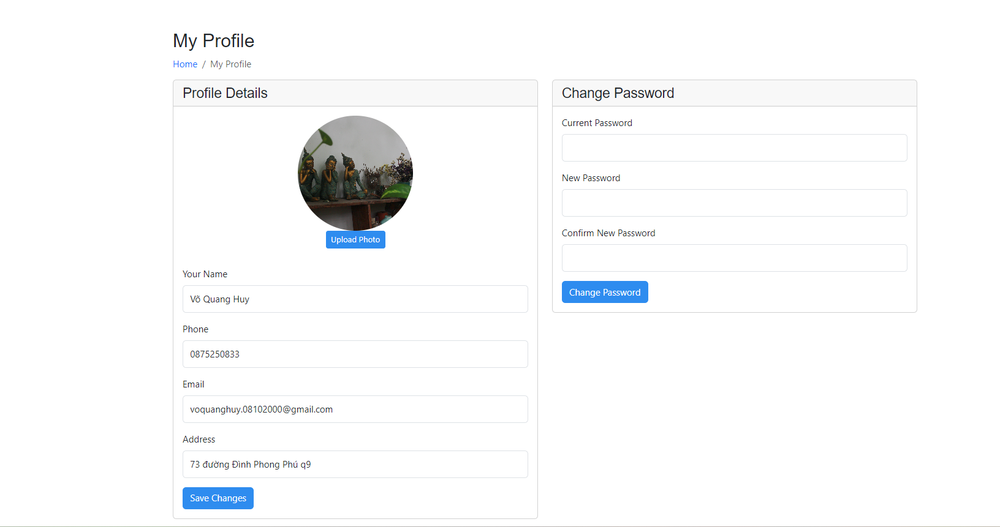 My Profile
Home / My Profile
Profile Details
Upload Photo
Your Name
Võ Quang Huy
Phone
0875250833
Email
voquanghuy.08102000@gmail.com
Address
73 đường Đình Phong Phú q9
Save Changes
Change Password
Current Password
New Password
Confirm New Password
Change Password